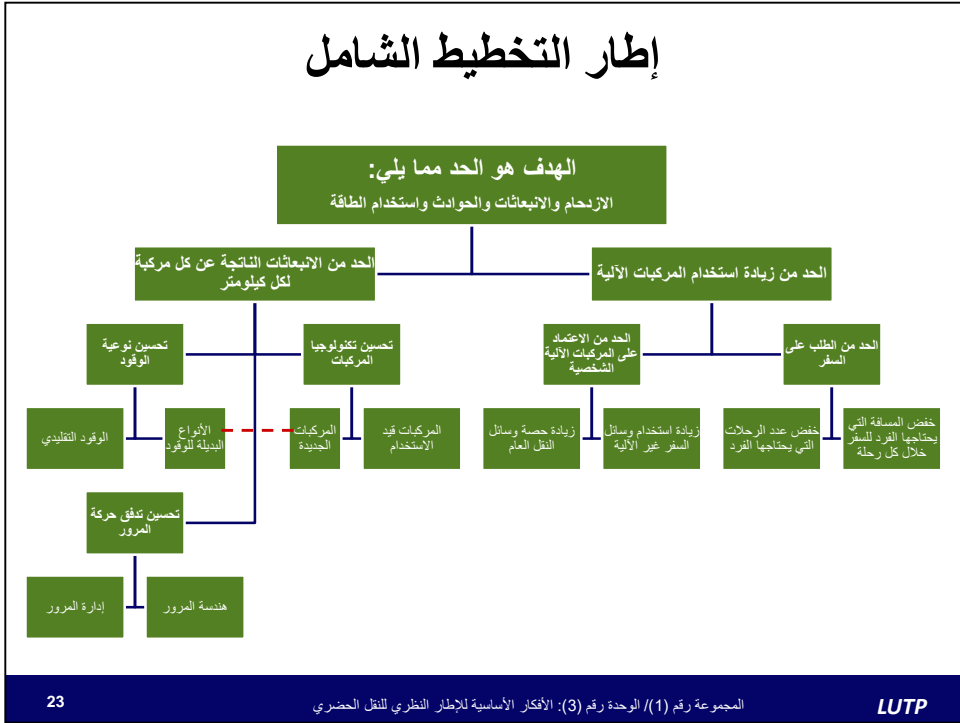 إطار التخطيط الشامل
الهدف هو الحد مما يلي:
الازدحام والانبعاثات والحوادث واستخدام الطاقة
الحد من زيادة استخدام المركبات الآلية
الحد من الانبعاثات الناتجة عن كل مركبة
لكل كيلومتر
الحد من الطلب على
السفر
الحد من الاعتماد
على المركبات الآلية
الشخصية
تحسين تكنولوجيا
المركبات
تحسين نوعية
الوقود
خفض المسافة التي
يحتاجها الفرد للسفر
خلال كل رحلة
خفض عدد الرحلات
التي يحتاجها الفرد
زيادة استخدام وسائل
السفر غير الآلية
زيادة حصة وسائل
النقل العام
المركبات قيد
الاستخدام
المركبات
الجديدة
الأنواع
البديلة للوقود
الوقود التقليدي
تحسين تدفق حركة
المرور
هندسة المرور
إدارة المرور
LUTP
المجموعة رقم (1)/ الوحدة رقم (3): الأفكار الأساسية للإطار النظري للنقل الحضري
23